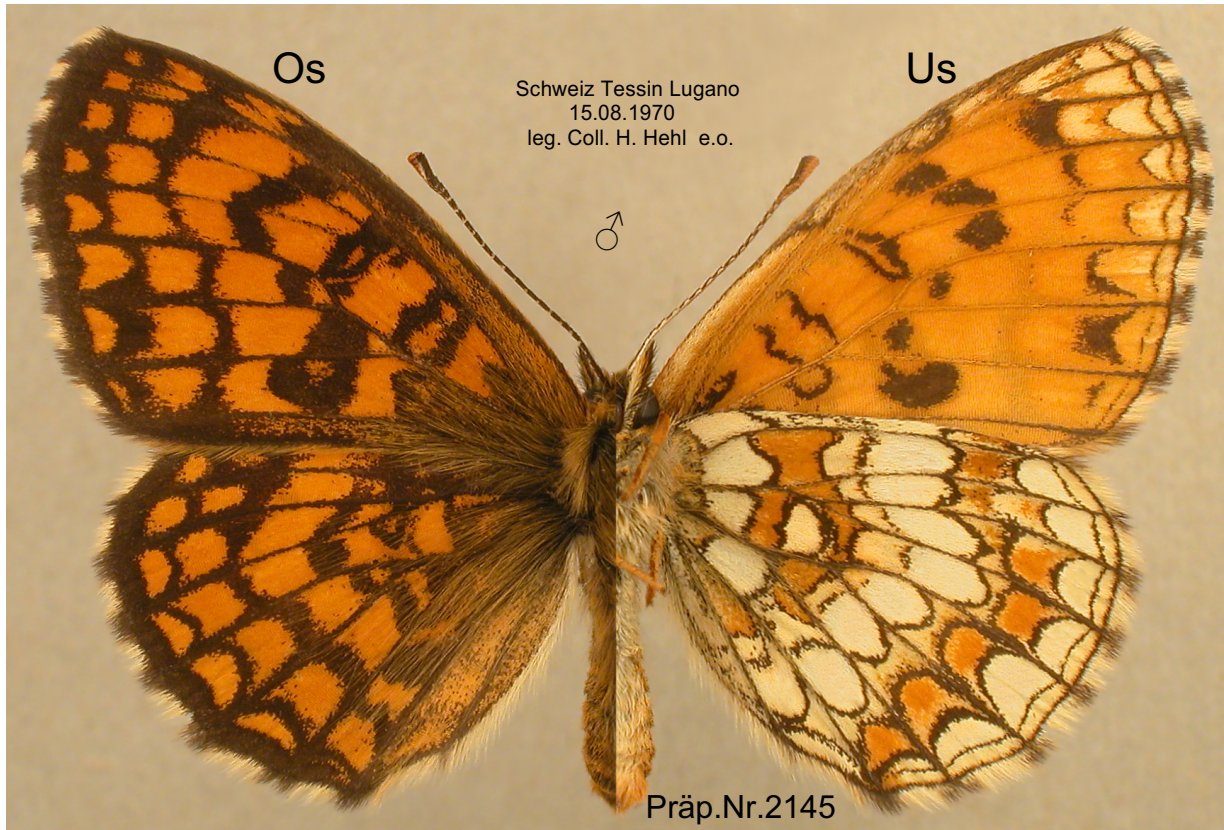 Os
Us
Schweiz Tessin Lugano
15.08.1970
leg. Coll. H. Hehl e.o.
♂
Präp.Nr.2145